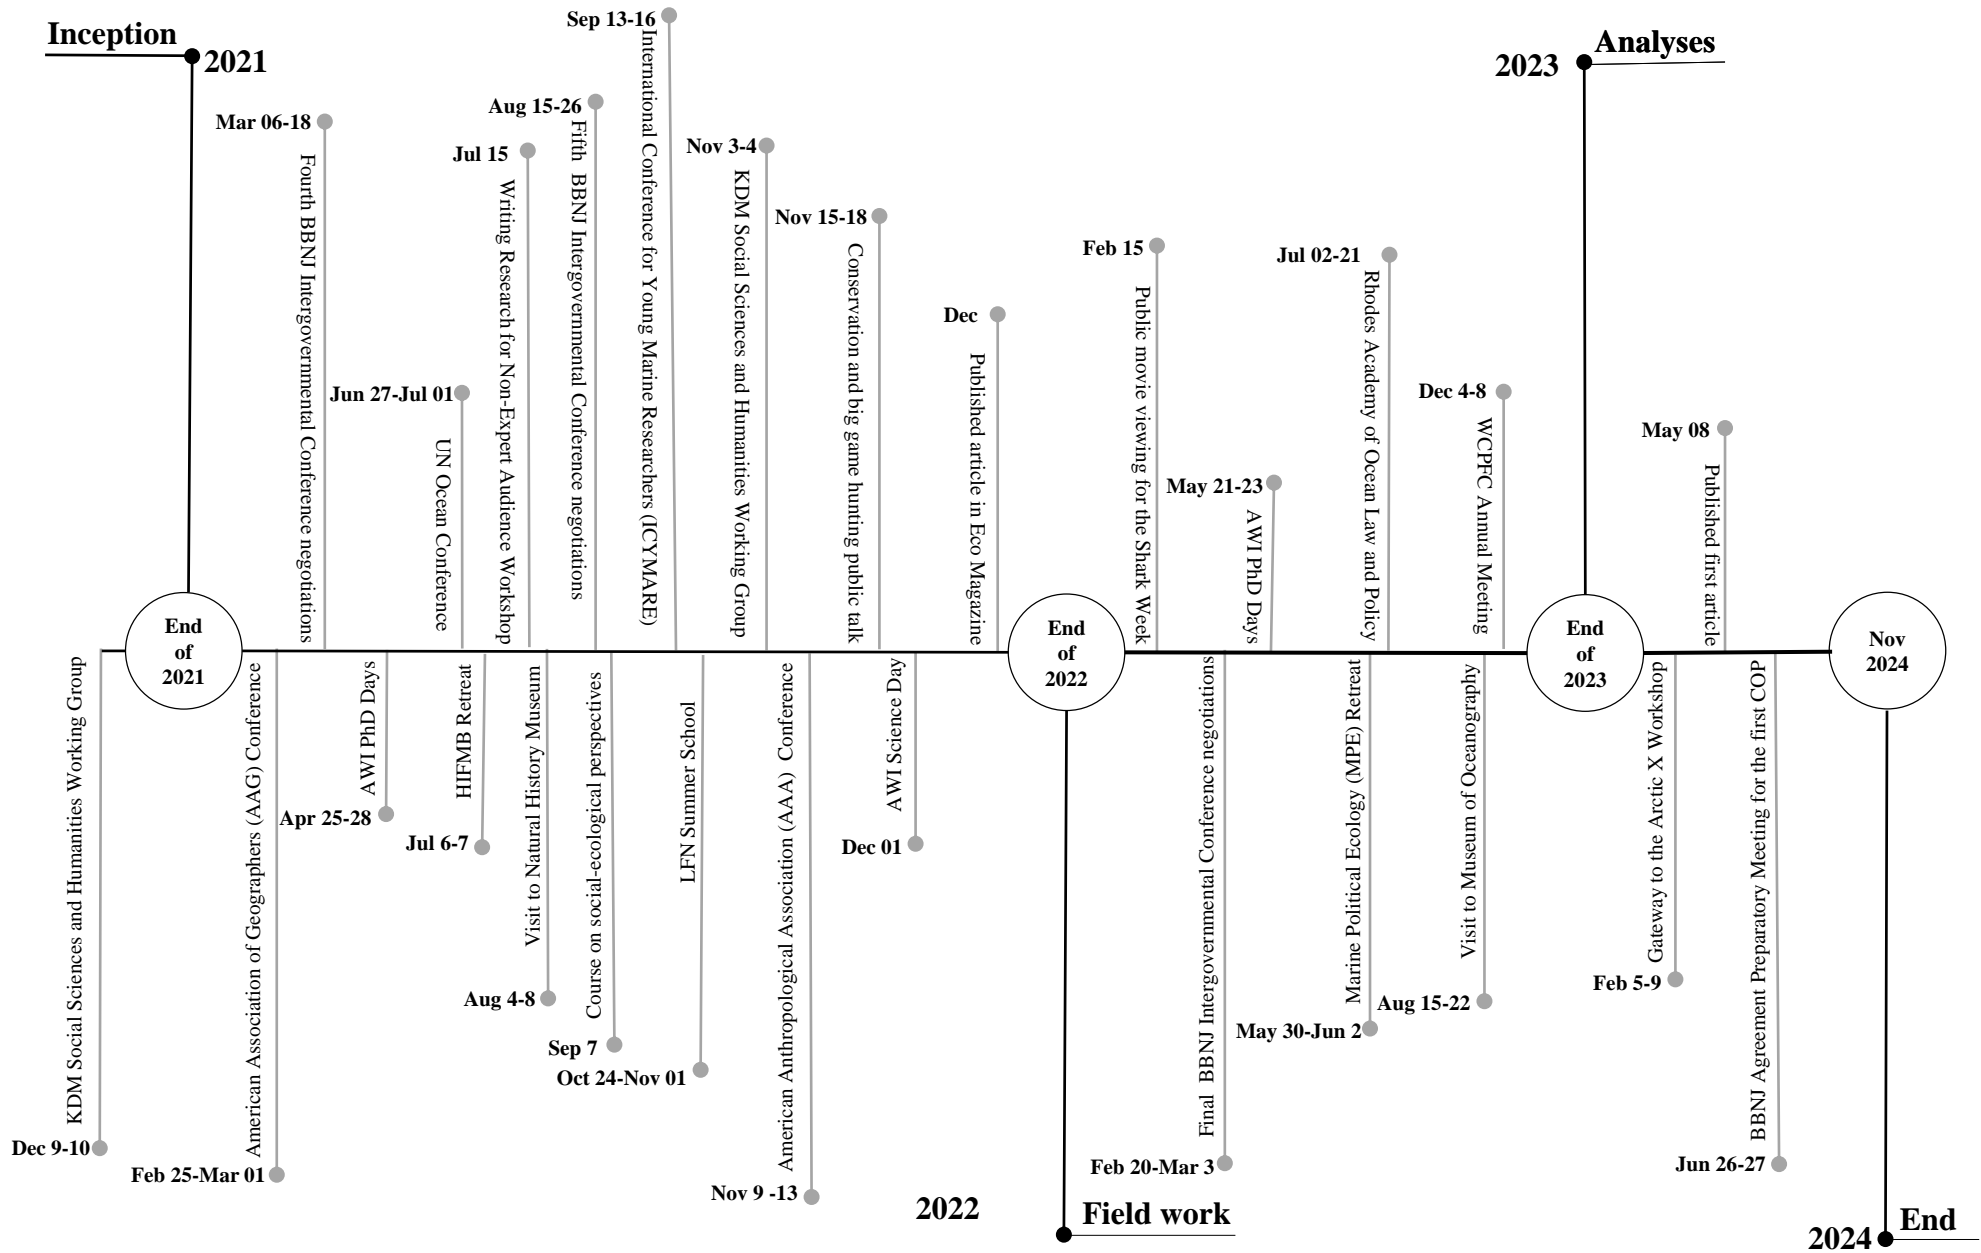 Inception
2021
Dec 9-10
KDM Social Sciences and Humanities Working Group
End
of
2021
Feb 25-Mar 01
American Association of Geographers (AAG) Conference
Mar 06-18
Fourth BBNJ Intergovernmental Conference negotiations
Apr 25-28
AWI PhD Days
Jun 27-Jul 01
UN Ocean Conference
Jul 6-7
HIFMB Retreat
Jul 15
Writing Research for Non-Expert Audience Workshop
Aug 4-8
Visit to Natural History Museum
Aug 15-26
Fifth BBNJ Intergovernmental Conference negotiations
Sep 7
Course on social-ecological perspectives
Sep 13-16
International Conference for Young Marine Researchers (ICYMARE)
Oct 24-Nov 01
LFN Summer School
Nov 3-4
KDM Social Sciences and Humanities Working Group
Nov 9 -13
American Anthropological Association (AAA) Conference
Nov 15-18
Conservation and big game hunting public talk
Dec 01
AWI Science Day
Dec
Published article in Eco Magazine
End
of
2022
2022
Field work
Feb 15
Public movie viewing for the Shark Week
Feb 20-Mar 3
Final BBNJ Intergovernmental Conference negotiations
May 21-23
AWI PhD Days
May 30-Jun 2
Marine Political Ecology (MPE) Retreat
Jul 02-21
Rhodes Academy of Ocean Law and Policy
Aug 15-22
Visit to Museum of Oceanography
Dec 4-8
WCPFC Annual Meeting
2023
Analyses
End
of
2023
Feb 5-9
Gateway to the Arctic X Workshop
May 08
Published first article
Jun 26-27
BBNJ Agreement Preparatory Meeting for the first COP
Nov
2024
2024
End